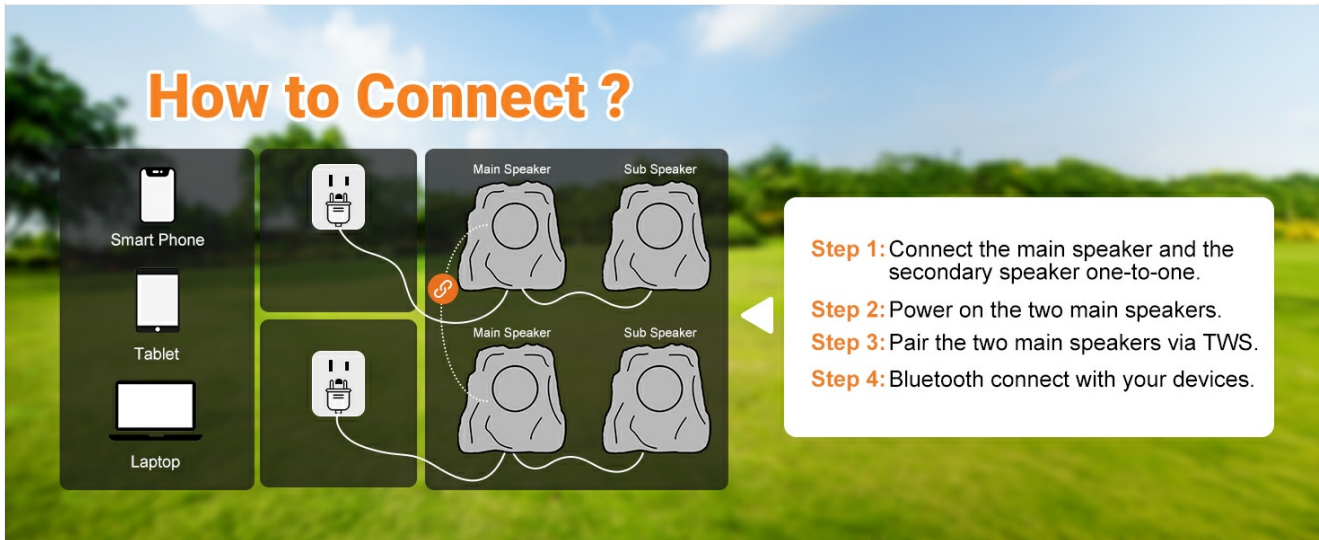 How to Connect ?
Smart Phone
Tablet
Laptop
Main Speaker
Sub Speaker
Main Speaker
Sub Speaker
Step 1: Connect the main speaker and the
secondary speaker one-to-one.
Step 2: Power on the two main speakers.
Step 3: Pair the two main speakers via TWS.
Step 4: Bluetooth connect with your devices.